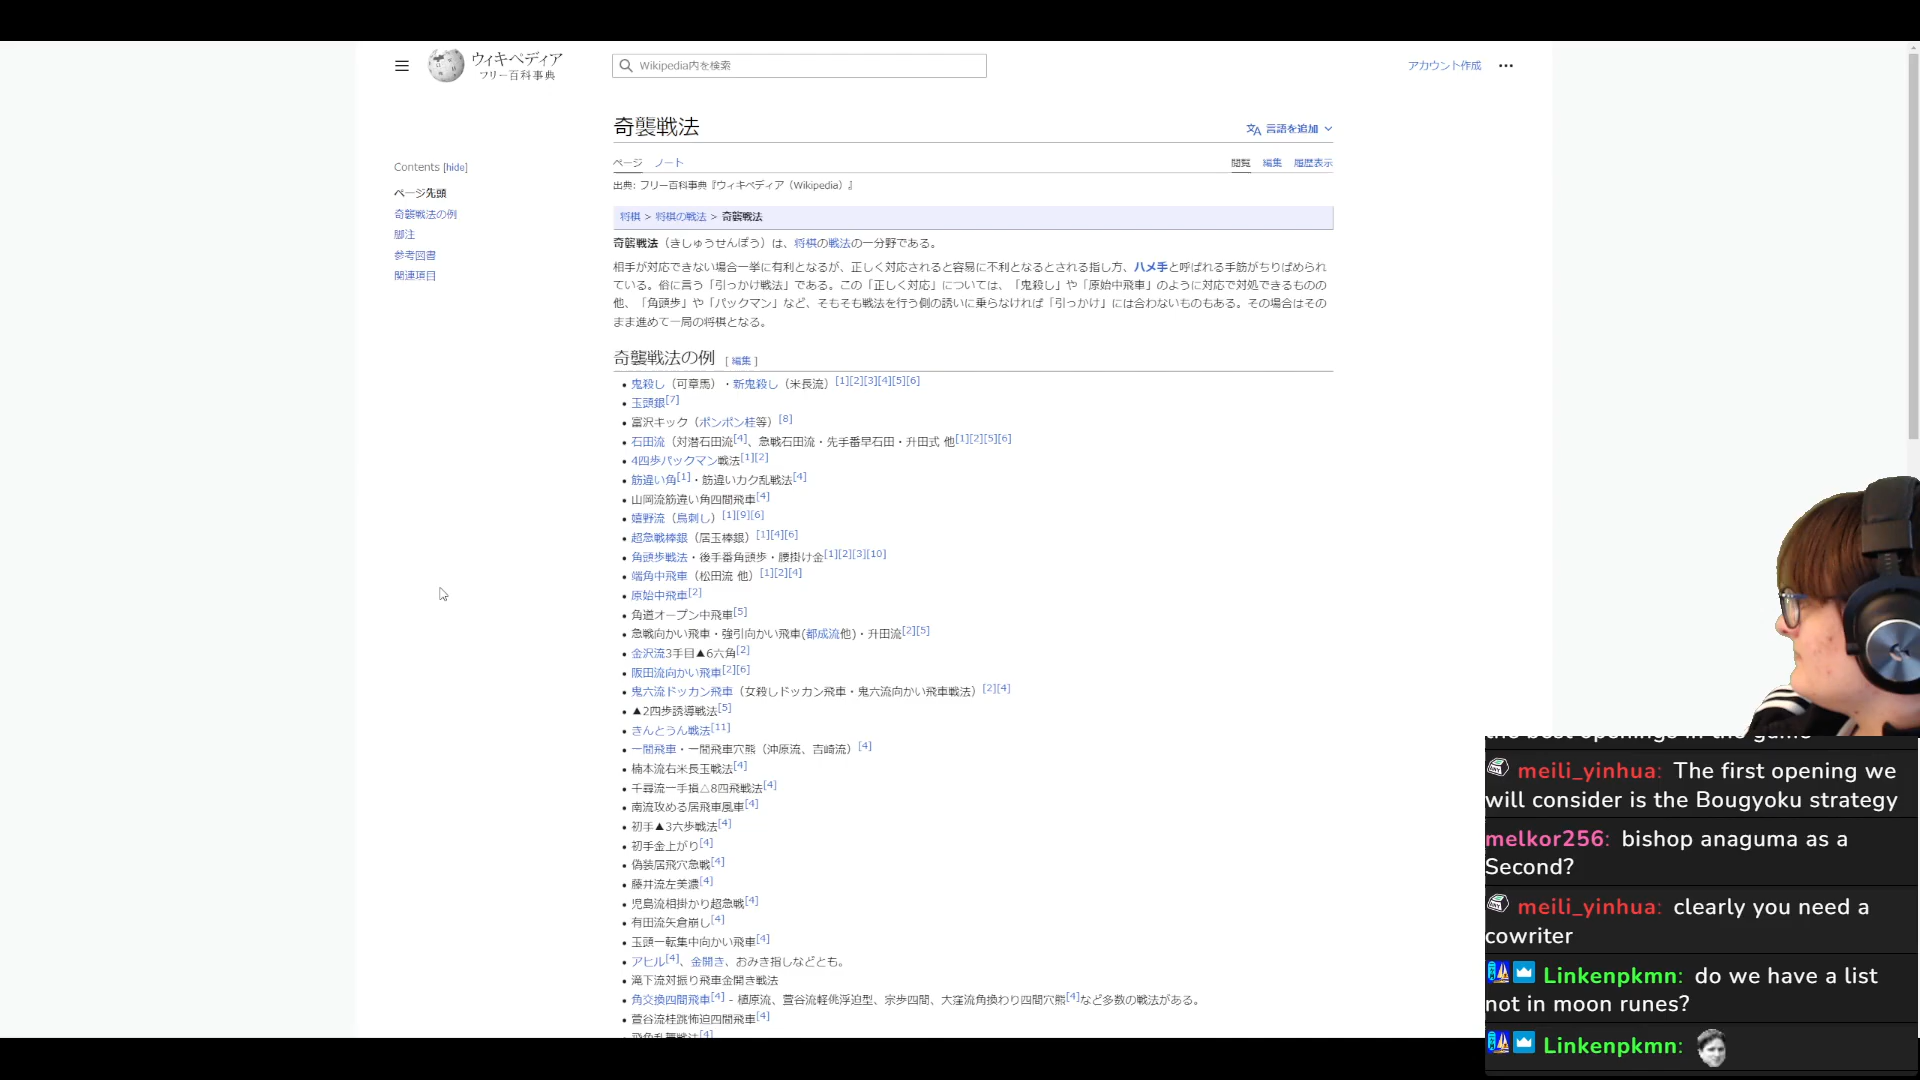 ウィキペディア
フリー百科事典
Wikipedia内を検索
アカウント作成
奇襲戦法
言語を追加
Contents [hide]
ページ先頭
奇襲戦法の例
脚注
参考図書
関連項目
ページ ノート
閲覧 編集 履歴表示
出典: フリー百科事典『ウィキペディア（Wikipedia）』
将棋 > 将棋の戦法 > 奇襲戦法
奇襲戦法（きしゅうせんぽう）は、将棋の戦法の一分野である。
相手が対応できない場合一挙に有利となるが、正しく対応されると容易に不利となるとされる指し方、ハメ手と呼ばれる手筋がちりばめられ
ている。俗に言う「引っかけ戦法」である。この「正しく対応」については、「鬼殺し」や「原始中飛車」のように対応で対処できるものの
他、「角頭歩」や「パックマン」など、そもそも戦法を行う側の誘いに乗らなければ「引っかけ」には合わないものもある。その場合はその
まま進めて一局の将棋となる。
奇襲戦法の例 [編集]
鬼殺し（可章馬）・新鬼殺し（米長流）[1][2][3][4][5][6]
玉頭銀[7]
富沢キック（ポンポン桂等）[8]
石田流（対潜石田流[4]、急戦石田流・先手番早石田・升田式 他[1][2][5][6]
4四歩パックマン戦法[1][2]
筋違い角[1]・筋違いカク乱戦法[4]
山岡流筋違い角四間飛車[4]
嬉野流（鳥刺し）[1][9][6]
超急戦棒銀（居玉棒銀）[1][4][6]
角頭歩戦法・後手番角頭歩・腰掛け金[1][2][3][10]
端角中飛車（松田流 他）[1][2][4]
原始中飛車[2]
角道オープン中飛車[5]
急戦向かい飛車・強引向かい飛車(都成流他)・升田流[2][5]
金沢流3手目▲6六角[2]
阪田流向かい飛車[2][6]
鬼六流ドッカン飛車（女殺しドッカン飛車・鬼六流向かい飛車戦法）[2][4]
▲2四歩誘導戦法[5]
きんとうん戦法[11]
一間飛車・一間飛車穴熊（沖原流、吉崎流）[4]
楠本流右米長玉戦法[4]
千尋流一手損△8四飛戦法[4]
南流攻める居飛車風車[4]
初手▲3六歩戦法[4]
初手金上がり[4]
偽装居飛穴急戦[4]
藤井流左美濃[4]
児島流相掛かり超急戦[4]
有田流矢倉崩し[4]
玉頭一転集中向かい飛車[4]
アヒル[4]、金開き、おみき指しなどとも。
滝下流対振り飛車金開き戦法
角交換四間飛車[4] - 植原流、萱谷流軽佻浮迫型、宗歩四間、大窪流角換わり四間穴熊[4]など多数の戦法がある。
萱谷流桂跳怖迫四間飛車[4]
the best openings in the game
meili_yinhua: The first opening we
will consider is the Bougyoku strategy
melkor256: bishop anaguma as a
Second?
meili_yinhua: clearly you need a
cowriter
Linkenpkmn: do we have a list
not in moon runes?
Linkenpkmn: